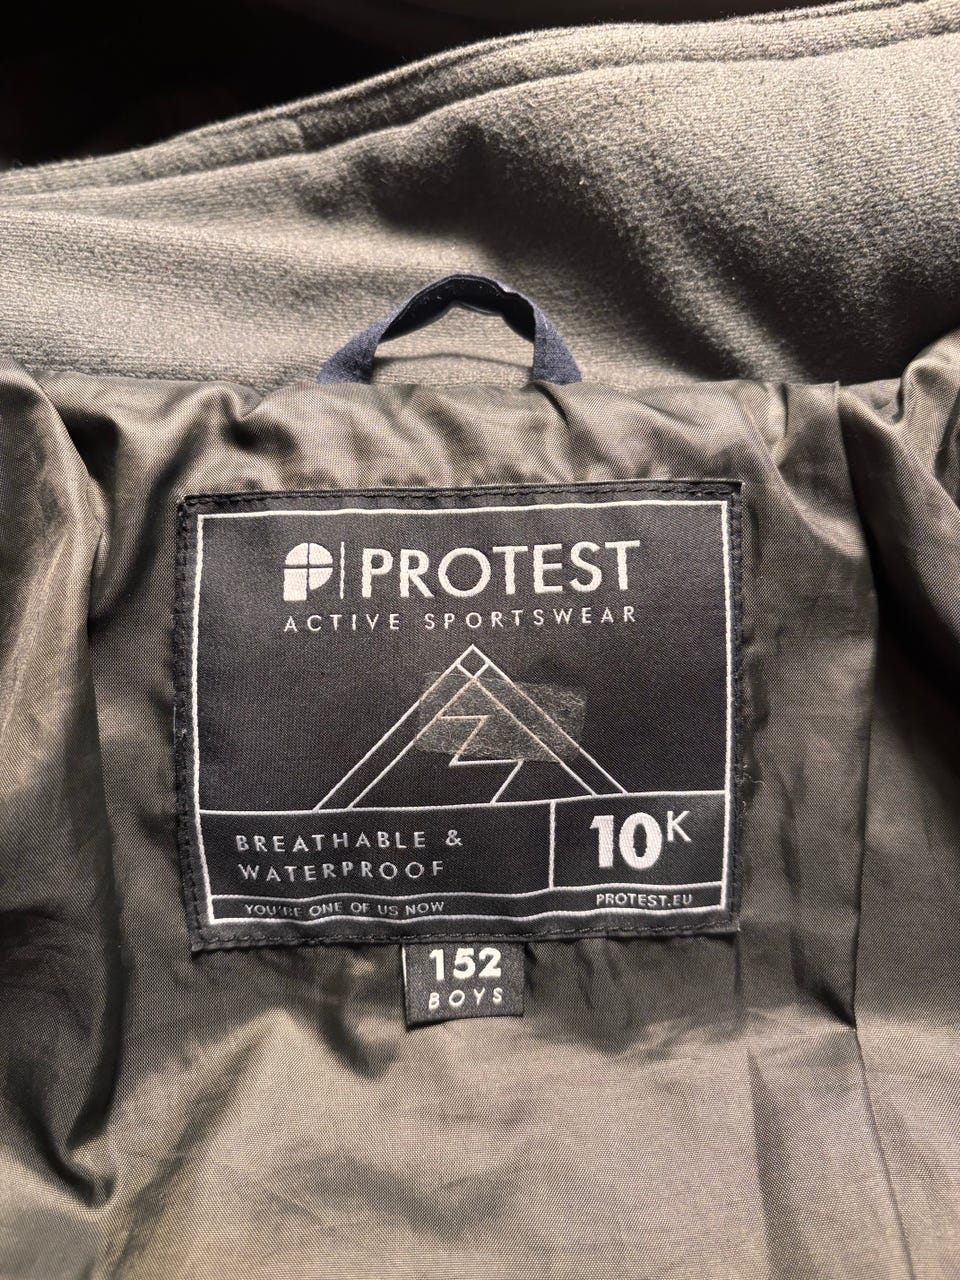 PROTEST
ACTIVE SPORTSWEAR
BREATHABLE &
WATERPROOF
10K
YOU'RE ONE OF US NOW
PROTEST.EU
152
BOYS